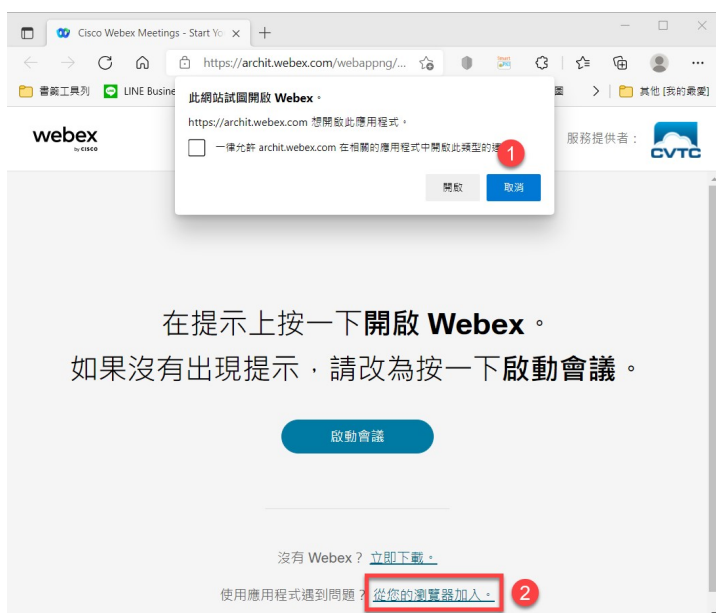 Cisco Webex Meetings - Start Yo
https://archit.webex.com/webappng/...
書籤工具列
LINE Busine
其他 [我的最愛]
此網站試圖開啟 Webex。
https://archit.webex.com 想開啟此應用程式。
一律允許 archit.webex.com 在相關的應用程式中開啟此類型的
1
開啟
取消
webex
by CISCO
服務提供者：
CVTC
在提示上按一下開啟 Webex。
如果沒有出現提示，請改為按一下啟動會議。
啟動會議
沒有 Webex？ 立即下載。
使用應用程式遇到問題？ 從您的瀏覽器加入。
2